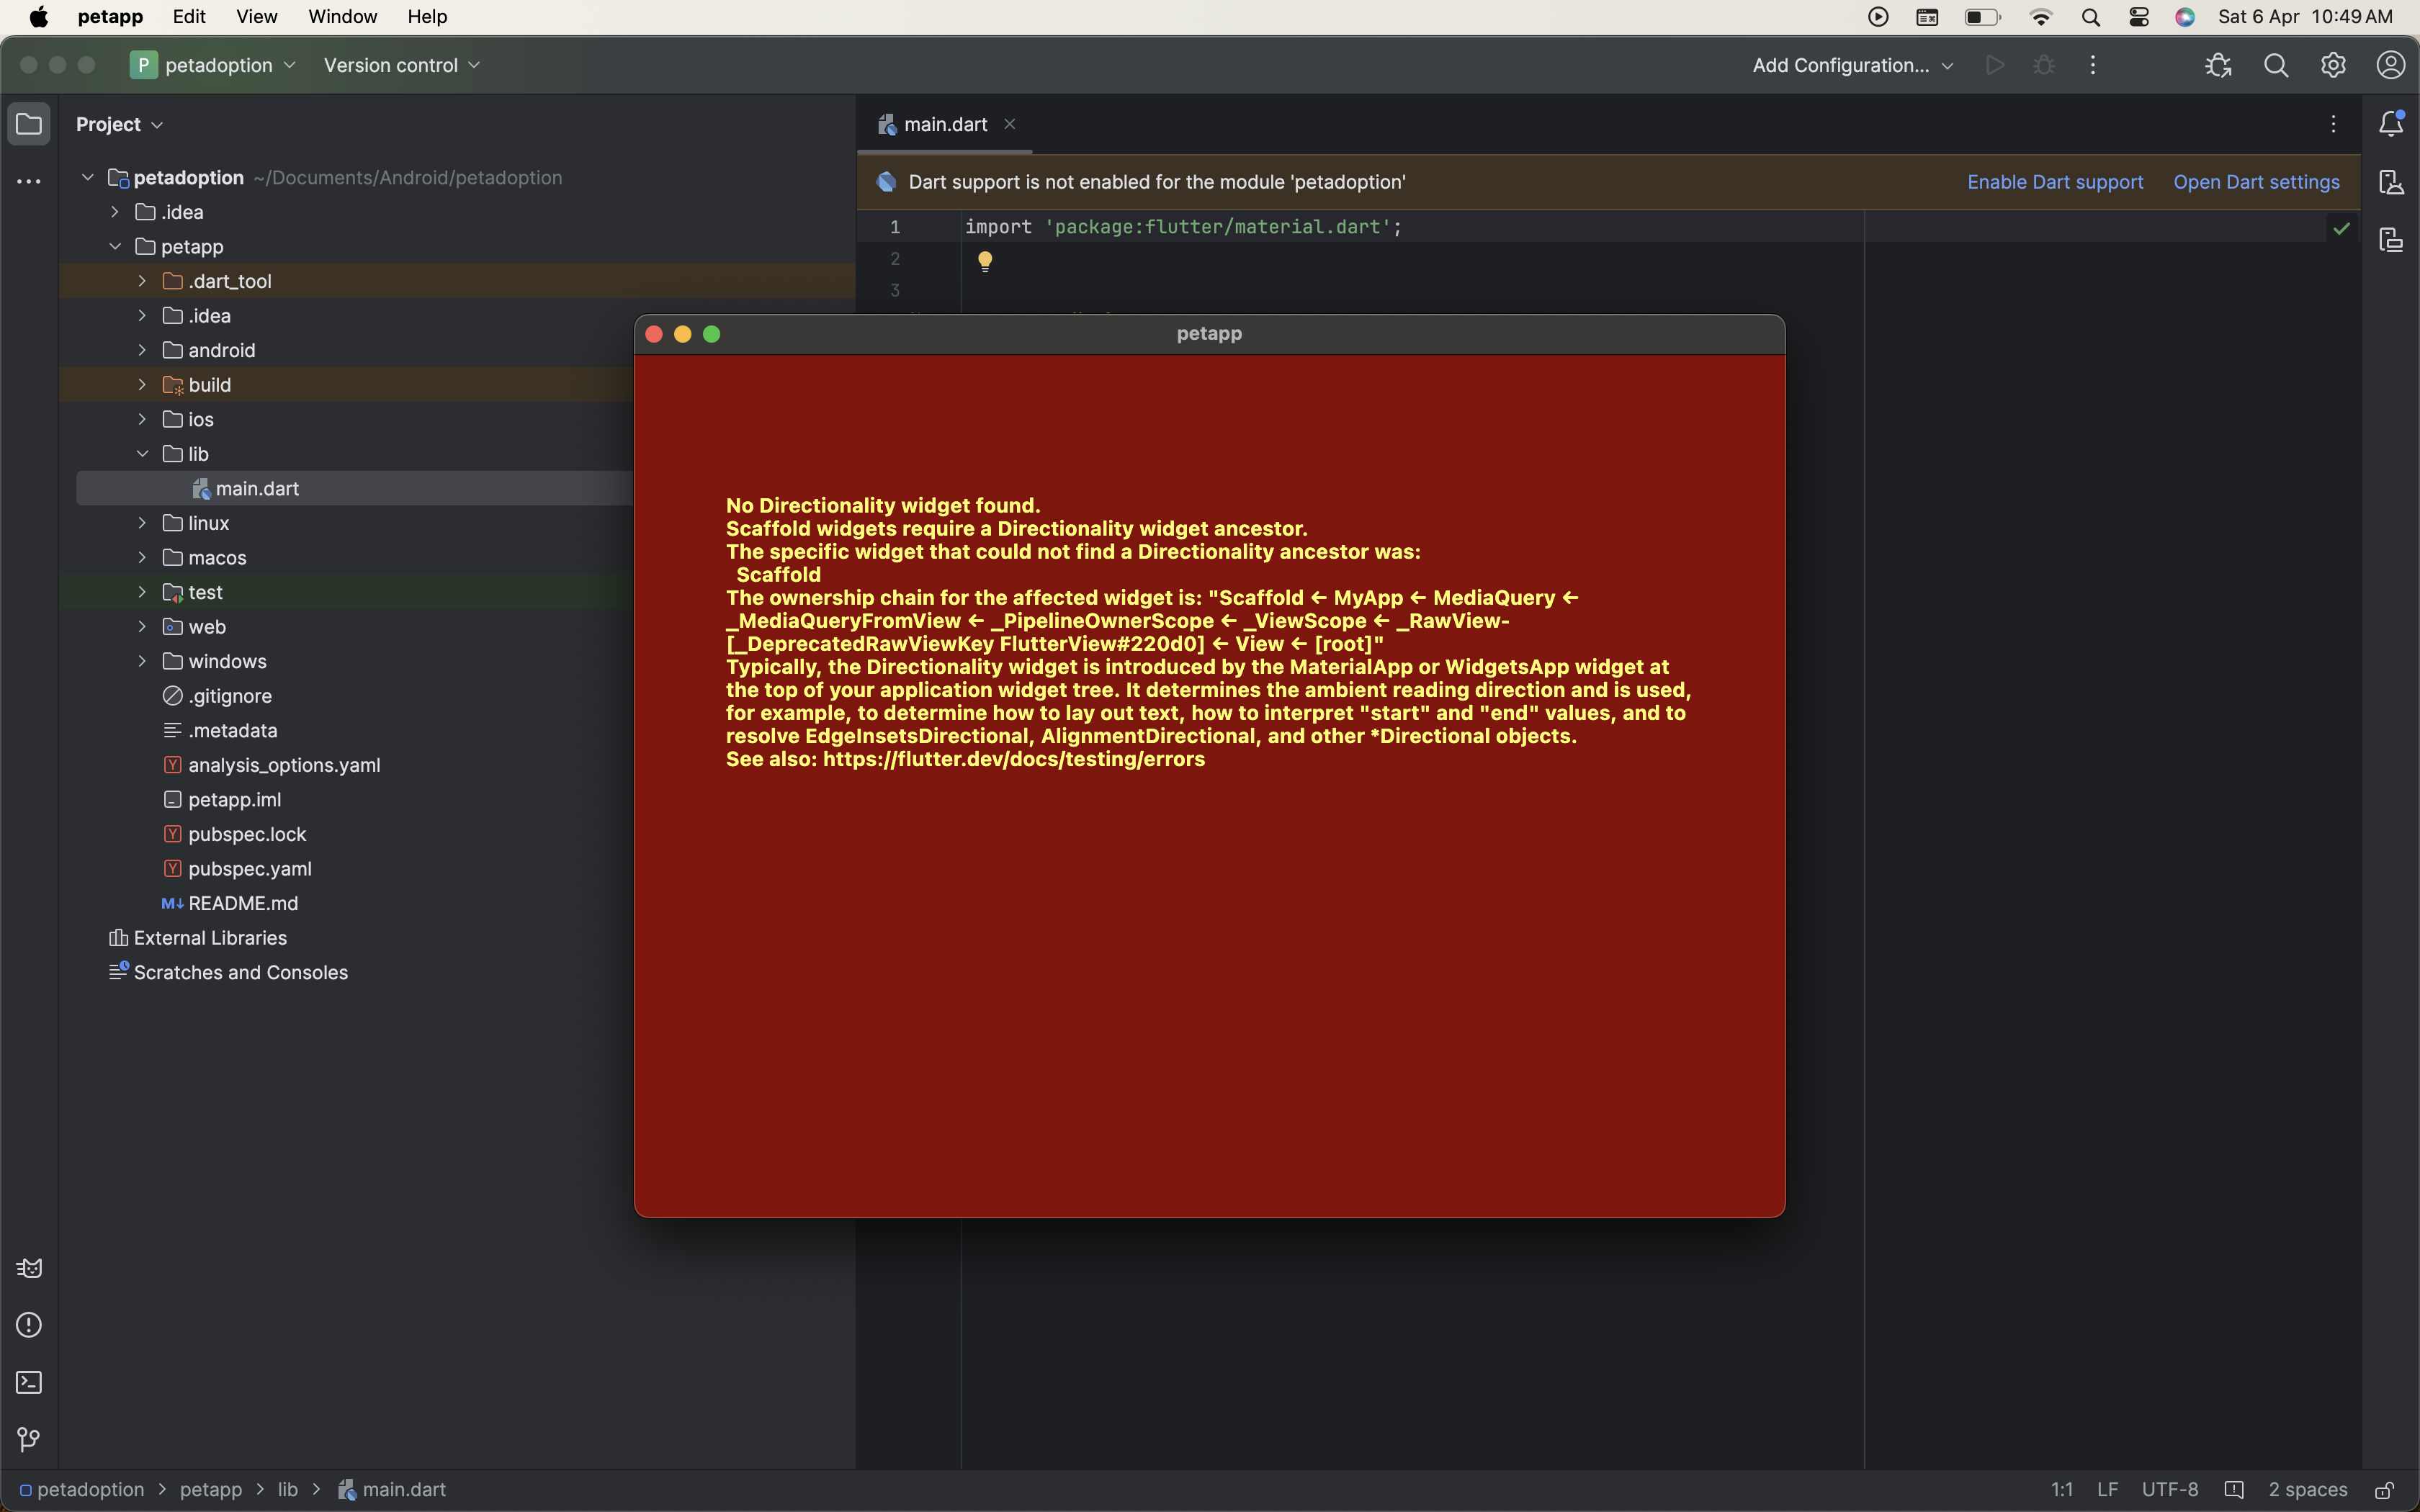 petapp Edit View Window Help Sat 6 Apr 10:49 AM
P petadoption Version control Add Configuration...
Project
main.dart
petadoption ~/Documents/Android/petadoption
Dart support is not enabled for the module 'petadoption' Enable Dart support Open Dart settings
.idea
petapp
.dart_tool
.idea
android
build
ios
lib
main.dart
linux
macos
test
web
windows
.gitignore
.metadata
Y analysis_options.yaml
petapp.iml
Y pubspec.lock
Y pubspec.yaml
M↓ README.md
External Libraries
Scratches and Consoles
1 import 'package:flutter/material.dart';
2
3
petapp
No Directionality widget found.
Scaffold widgets require a Directionality widget ancestor.
The specific widget that could not find a Directionality ancestor was:
Scaffold
The ownership chain for the affected widget is: "Scaffold ← MyApp ← MediaQuery ←
_MediaQueryFromView ← _PipelineOwnerScope ← _ViewScope ← _RawView-
[_DeprecatedRawViewKey FlutterView#220d0] ← View ← [root]"
Typically, the Directionality widget is introduced by the MaterialApp or WidgetsApp widget at
the top of your application widget tree. It determines the ambient reading direction and is used,
for example, to determine how to lay out text, how to interpret "start" and "end" values, and to
resolve EdgeInsetsDirectional, AlignmentDirectional, and other *Directional objects.
See also: https://flutter.dev/docs/testing/errors
petadoption > petapp > lib > main.dart 1:1 LF UTF-8 2 spaces